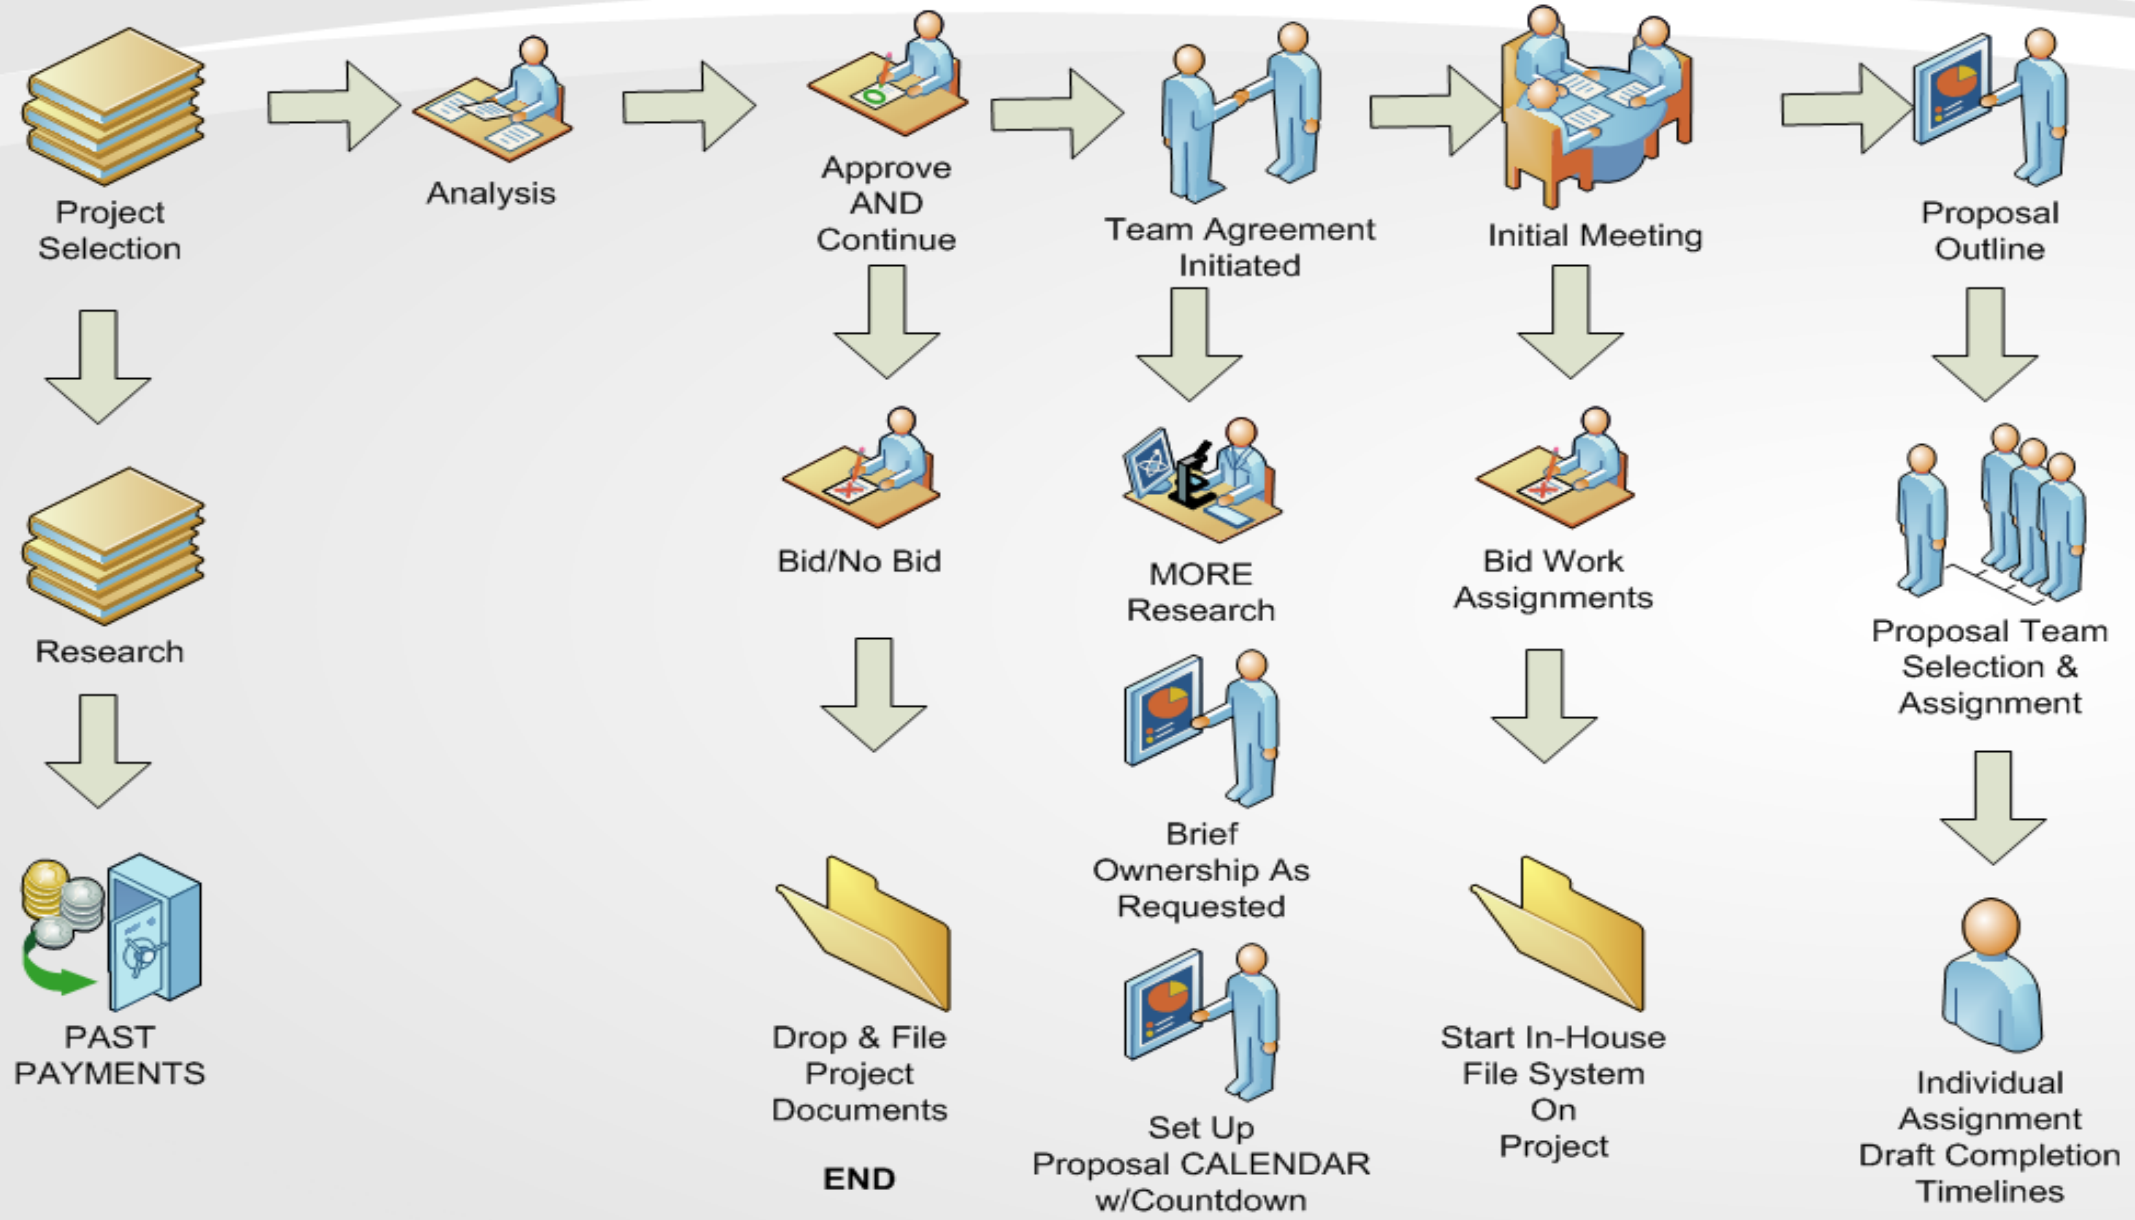 Project
Selection
Analysis
Approve
AND
Continue
Team Agreement
Initiated
Initial Meeting
Proposal
Outline
Research
Bid/No Bid
MORE
Research
Bid Work
Assignments
Proposal Team
Selection &
Assignment
PAST
PAYMENTS
Drop & File
Project
Documents
END
Brief
Ownership As
Requested
Set Up
Proposal CALENDAR
w/Countdown
Start In-House
File System
On
Project
Individual
Assignment
Draft Completion
Timelines